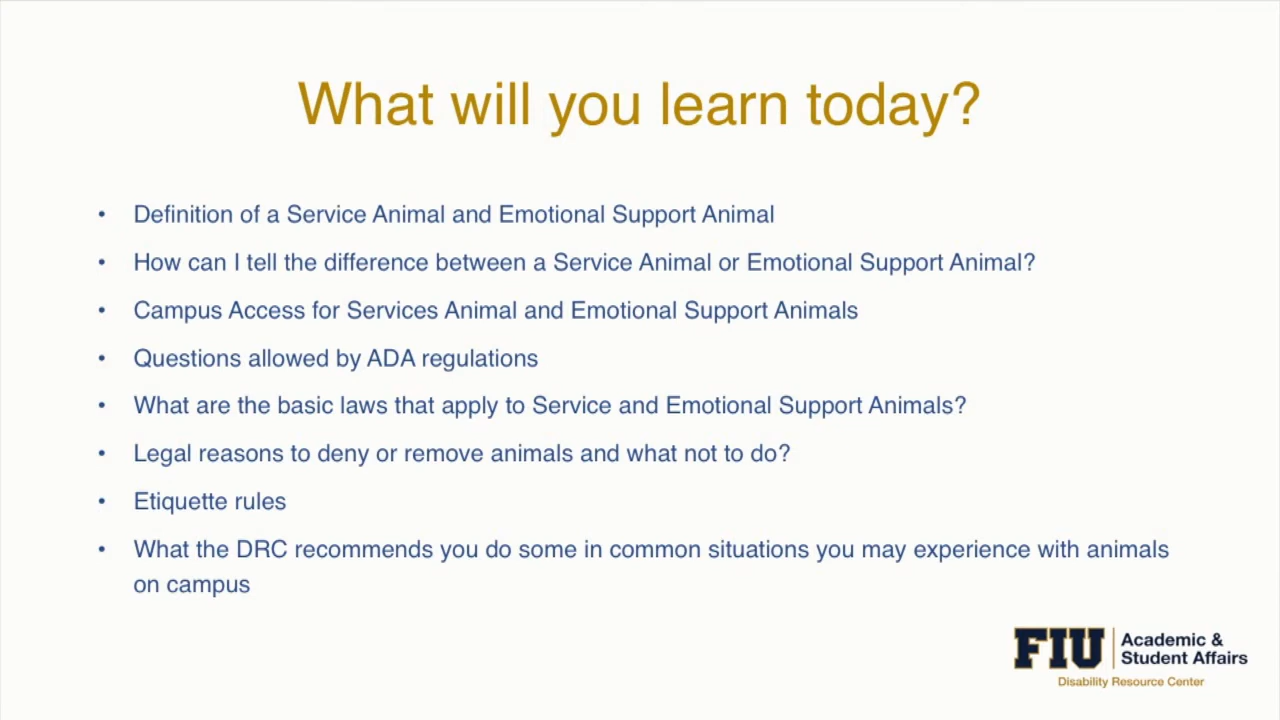 What will you learn today?
• Definition of a Service Animal and Emotional Support Animal
• How can I tell the difference between a Service Animal or Emotional Support Animal?
• Campus Access for Services Animal and Emotional Support Animals
• Questions allowed by ADA regulations
• What are the basic laws that apply to Service and Emotional Support Animals?
• Legal reasons to deny or remove animals and what not to do?
• Etiquette rules
• What the DRC recommends you do some in common situations you may experience with animals
on campus
FIU
Academic &
Student Affairs
Disability Resource Center